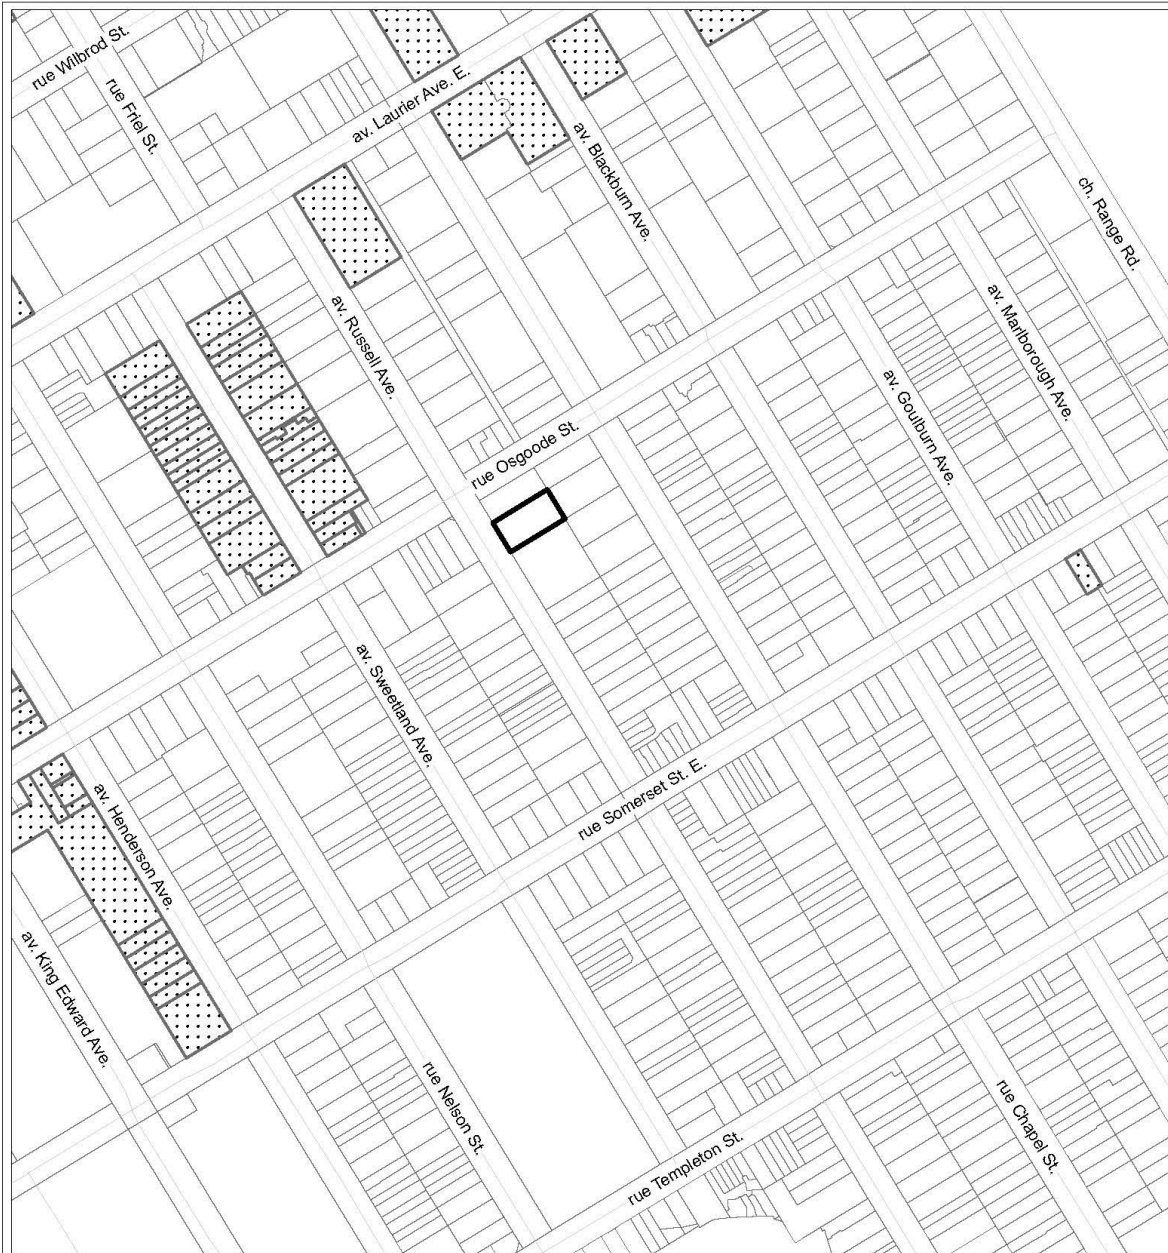 rue Wilbrod St.
rue Friel St.
av. Laurier Ave. E.
av. Blackburn Ave.
ch. Range Rd.
av. Russell Ave.
av. Marlborough Ave.
av. Goulburn Ave.
rue Osgoode St.
av. Sweetland Ave.
av. Henderson Ave.
rue Somerset St. E.
av. King Edward Ave.
rue Nelson St.
rue Chapel St.
rue Templeton St.